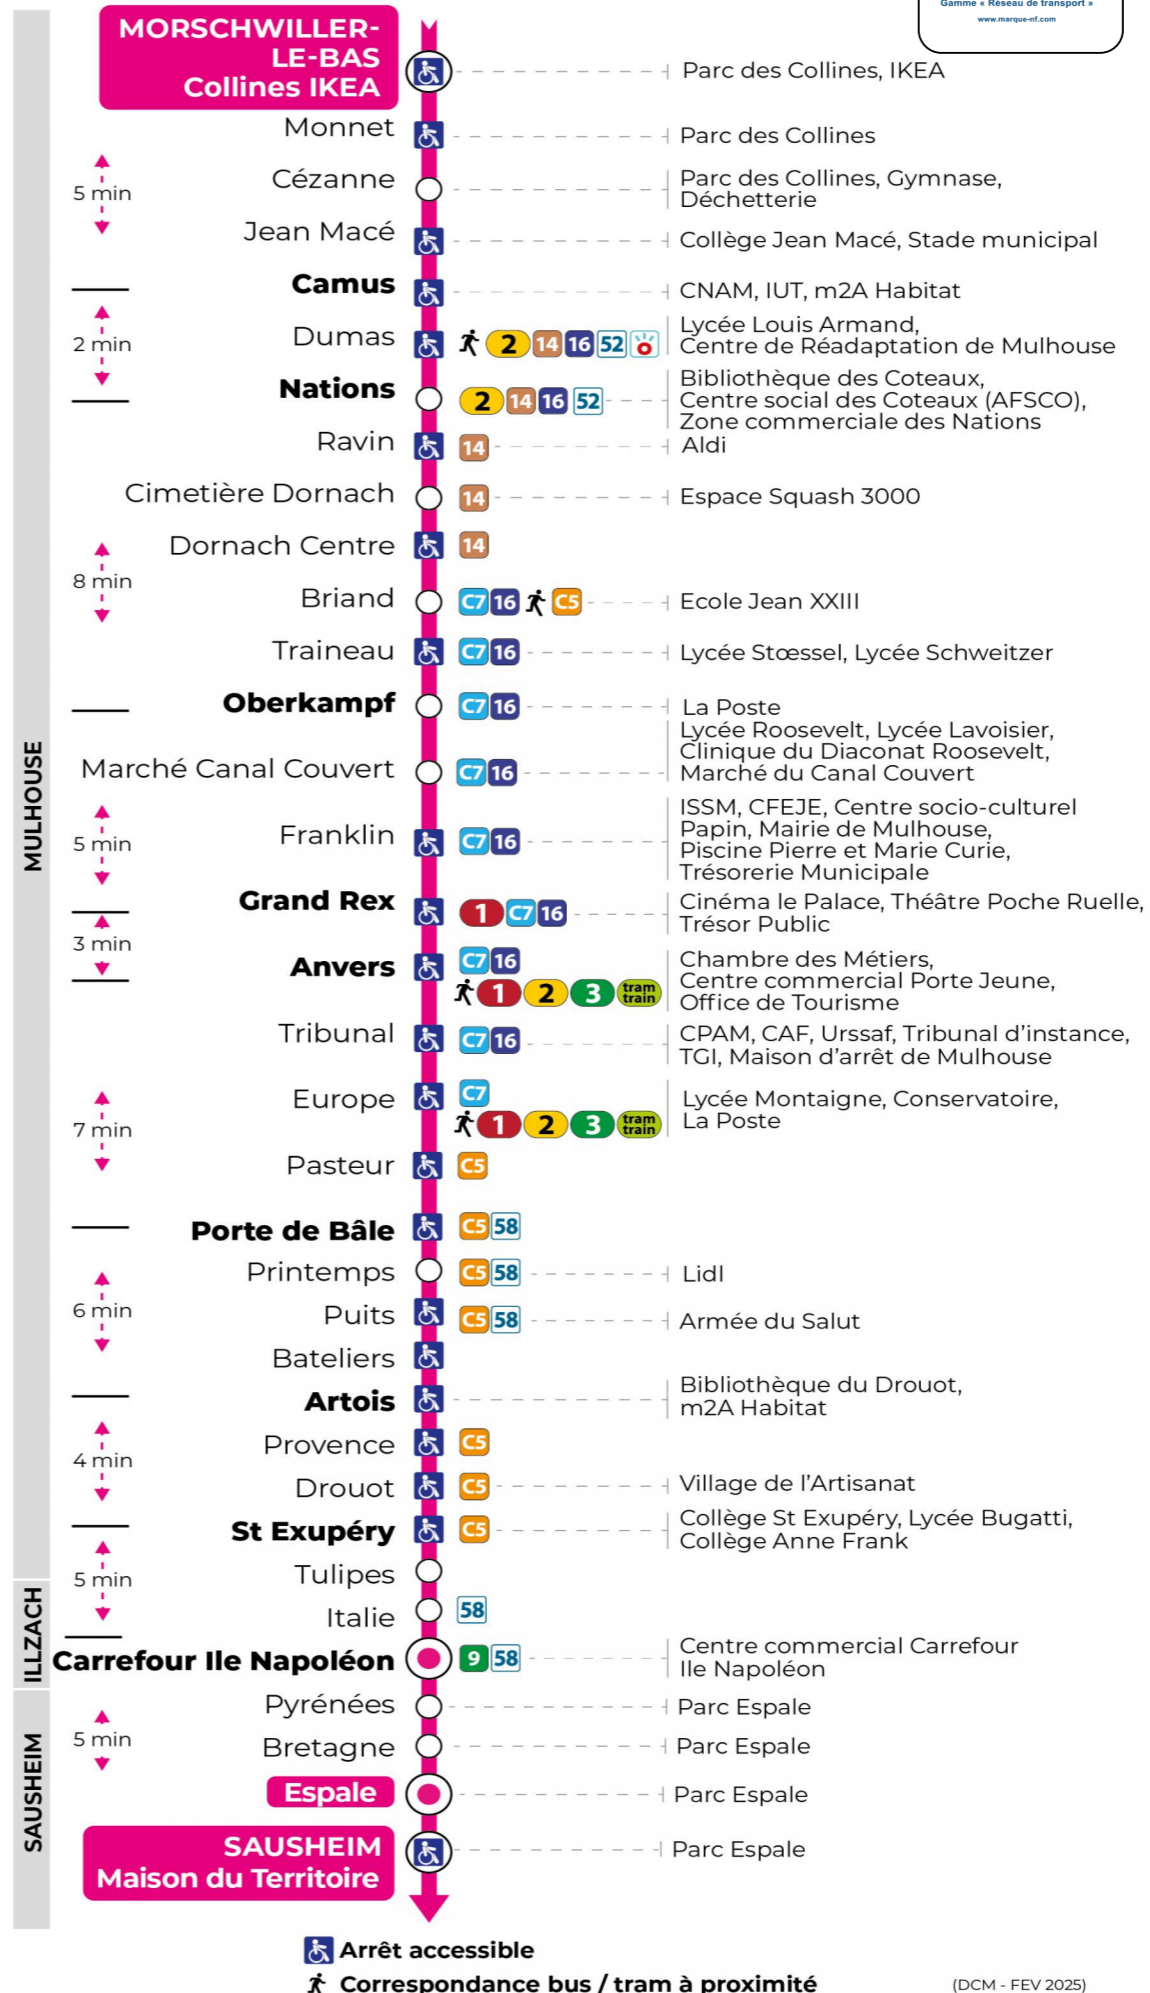 Gamme « Réseau de transport »
www.marque-nf.com
MORSCHWILLER-
LE-BAS
Collines IKEA
Parc des Collines, IKEA
Monnet
Parc des Collines
5 min
Cézanne
Parc des Collines, Gymnase,
Déchetterie
Jean Macé
Collège Jean Macé, Stade municipal
Camus
CNAM, IUT, m2A Habitat
2 min
Dumas
2 14 16 52
Lycée Louis Armand,
Centre de Réadaptation de Mulhouse
Nations
2 14 16 52
Bibliothèque des Coteaux,
Centre social des Coteaux (AFSCO),
Zone commerciale des Nations
Ravin
14
Aldi
Cimetière Dornach
14
Espace Squash 3000
Dornach Centre
14
8 min
Briand
C7 16 C5
Ecole Jean XXIII
Traineau
C7 16
Lycée Stœssel, Lycée Schweitzer
Oberkampf
C7 16
La Poste
Marché Canal Couvert
C7 16
Lycée Roosevelt, Lycée Lavoisier,
Clinique du Diaconat Roosevelt,
Marché du Canal Couvert
MULHOUSE
5 min
Franklin
C7 16
ISSM, CFEJE, Centre socio-culturel
Papin, Mairie de Mulhouse,
Piscine Pierre et Marie Curie,
Trésorerie Municipale
Grand Rex
1 C7 16
Cinéma le Palace, Théâtre Poche Ruelle,
Trésor Public
3 min
Anvers
C7 16
1 2 3 tram
train
Chambre des Métiers,
Centre commercial Porte Jeune,
Office de Tourisme
Tribunal
C7 16
CPAM, CAF, Urssaf, Tribunal d’instance,
TGI, Maison d’arrêt de Mulhouse
7 min
Europe
C7
1 2 3 tram
train
Lycée Montaigne, Conservatoire,
La Poste
Pasteur
C5
Porte de Bâle
C5 58
Printemps
C5 58
Lidl
6 min
Puits
C5 58
Armée du Salut
Bateliers
Artois
Bibliothèque du Drouot,
m2A Habitat
Provence
C5
4 min
Drouot
C5
Village de l’Artisanat
St Exupéry
C5
Collège St Exupéry, Lycée Bugatti,
Collège Anne Frank
5 min
Tulipes
ILLZACH
Italie
58
Carrefour Ile Napoléon
9 58
Centre commercial Carrefour
Ile Napoléon
Pyrénées
Parc Espale
5 min
Bretagne
Parc Espale
SAUSHEIM
Espale
Parc Espale
SAUSHEIM
Maison du Territoire
Parc Espale
Arrêt accessible
Correspondance bus / tram à proximité
(DCM - FEV 2025)